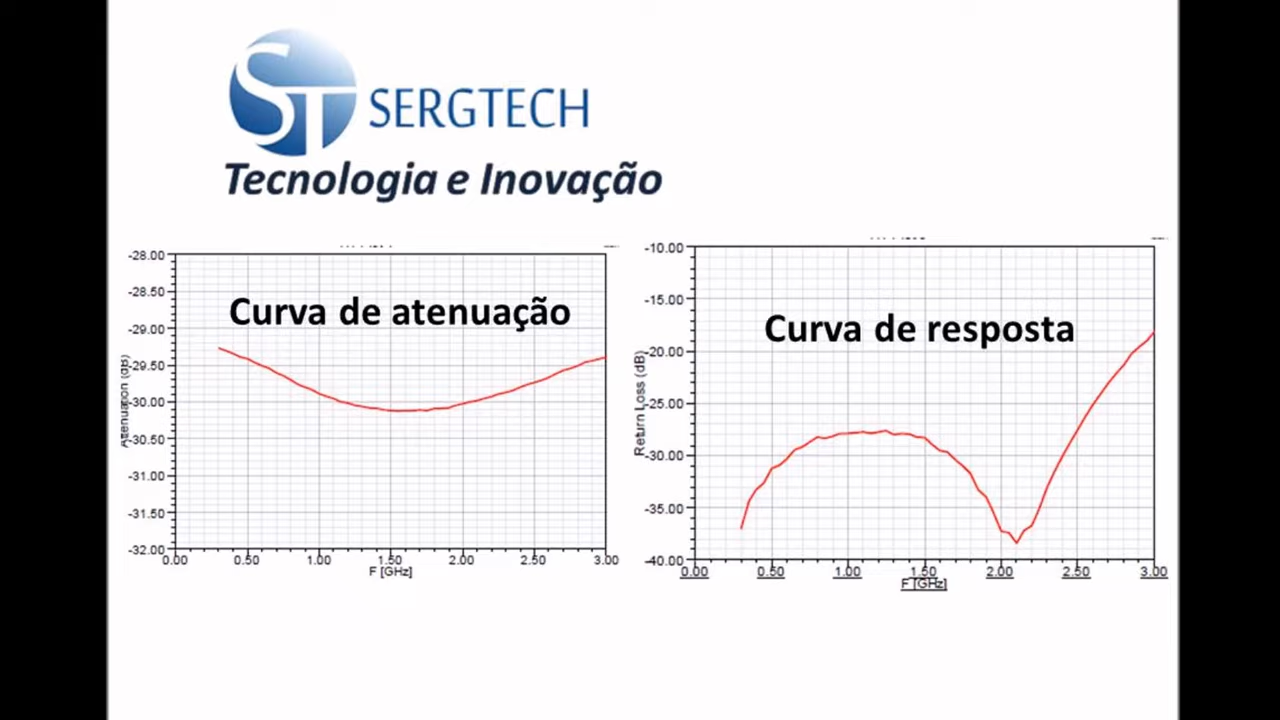 ST SERGTECH
Tecnologia e Inovação
Curva de atenuação
-28.00
-28.50
-29.00
-29.50
-30.00
-30.50
-31.00
-31.50
-32.00
Attenuation (dB)
0.00 0.50 1.00 1.50 2.00 2.50 3.00
F [GHz]
Curva de resposta
-10.00
-15.00
-20.00
-25.00
-30.00
-35.00
-40.00
Return Loss (dB)
0.00 0.50 1.00 1.50 2.00 2.50 3.00
F [GHz]